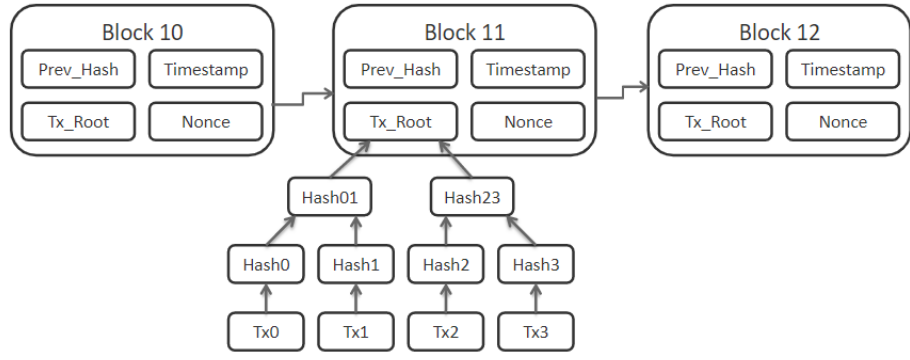 Block 10
Block 11
Block 12
Prev_Hash Timestamp
Prev_Hash Timestamp
Prev_Hash Timestamp
Tx_Root Nonce
Tx_Root Nonce
Tx_Root Nonce
Hash01 Hash23
Hash0 Hash1 Hash2 Hash3
Tx0 Tx1 Tx2 Tx3